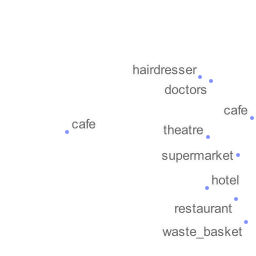 hairdresser
doctors
cafe
cafe
theatre
supermarket
hotel
restaurant
waste_basket